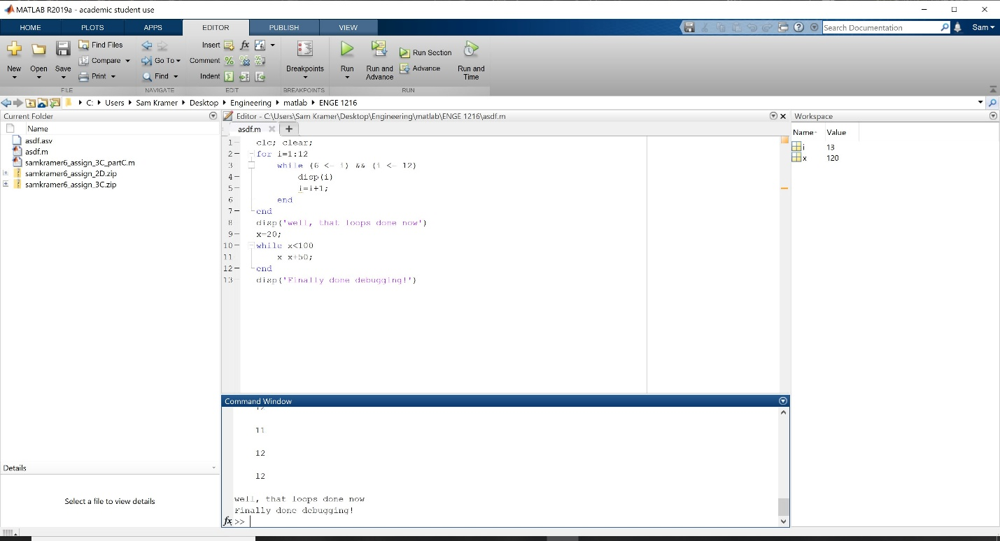 MATLAB R2019a - academic student use
HOME PLOTS APPS EDITOR PUBLISH VIEW
Search Documentation
Sam
New
Open
Save
Find Files
Compare
Print
FILE
Go To
Find
NAVIGATE
Insert
Comment
Indent
fx
EDIT
Breakpoints
BREAKPOINTS
Run
Run and Advance
Run Section
Advance
Run and Time
RUN
C: Users Sam Kramer Desktop Engineering matlab ENGE 1216
Current Folder
Name
asdf.asv
asdf.m
samkramer6_assign_3C_partC.m
samkramer6_assign_2D.zip
samkramer6_assign_3C.zip
Details
Select a file to view details
Editor - C:\Users\Sam Kramer\Desktop\Engineering\matlab\ENGE 1216\asdf.m
asdf.m
1 clc; clear;
2 for i=1:12
3 while (6 <= i) && (i <= 12)
4 disp(i)
5 i=i+1;
6 end
7 end
8 disp('well, that loops done now')
9 x=20;
10 while x<100
11 x=x+50;
12 end
13 disp('Finally done debugging!')
Command Window
12
11
12
12
well, that loops done now
Finally done debugging!
fx >>
Workspace
Name Value
i 13
x 120